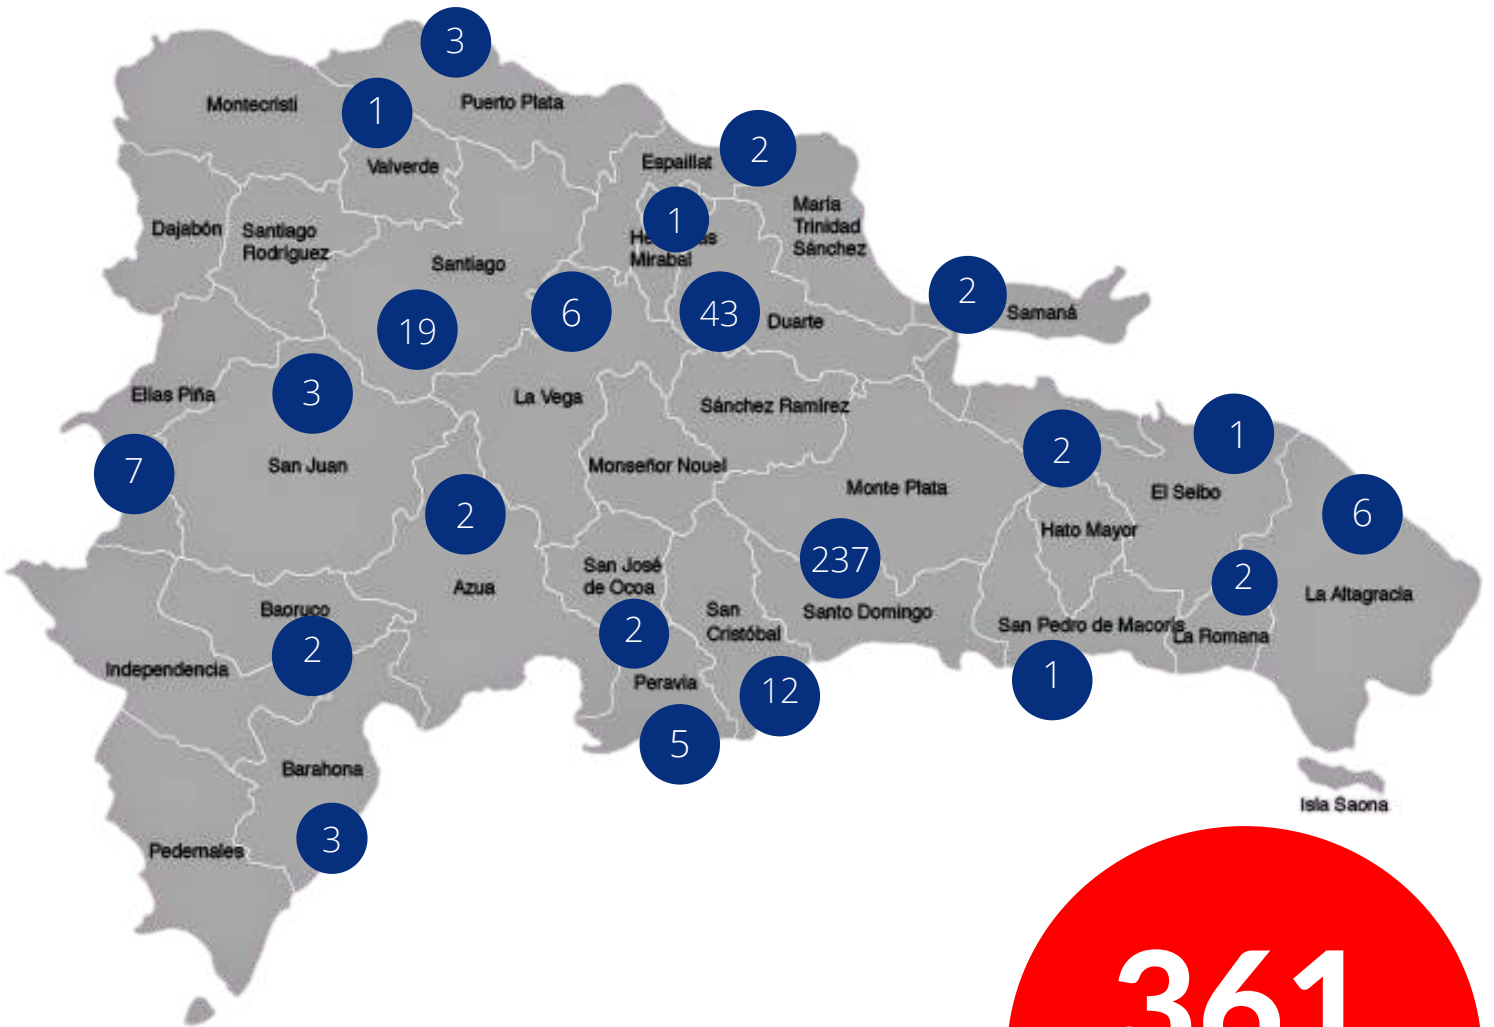 3
Montecristi
1
Puerto Plata
Valverde
Espaillat
2
Dajabón
Santiago
Rodríguez
Santiago
1
Mirabal
María
Trinidad
Sánchez
19
6
43
Duarte
2
Samaná
Elías Piña
3
La Vega
Sánchez Ramírez
7
San Juan
Monseñor Nouel
2
Monte Plata
2
1
El Seibo
6
Hato Mayor
237
Azua
San José
de Ocoa
2
La Altagracia
Baoruco
2
San
Cristóbal
Santo Domingo
San Pedro de Macorís
La Romana
2
Independencia
Peravia
12
1
5
Barahona
3
Pedernales
Isla Saona
361